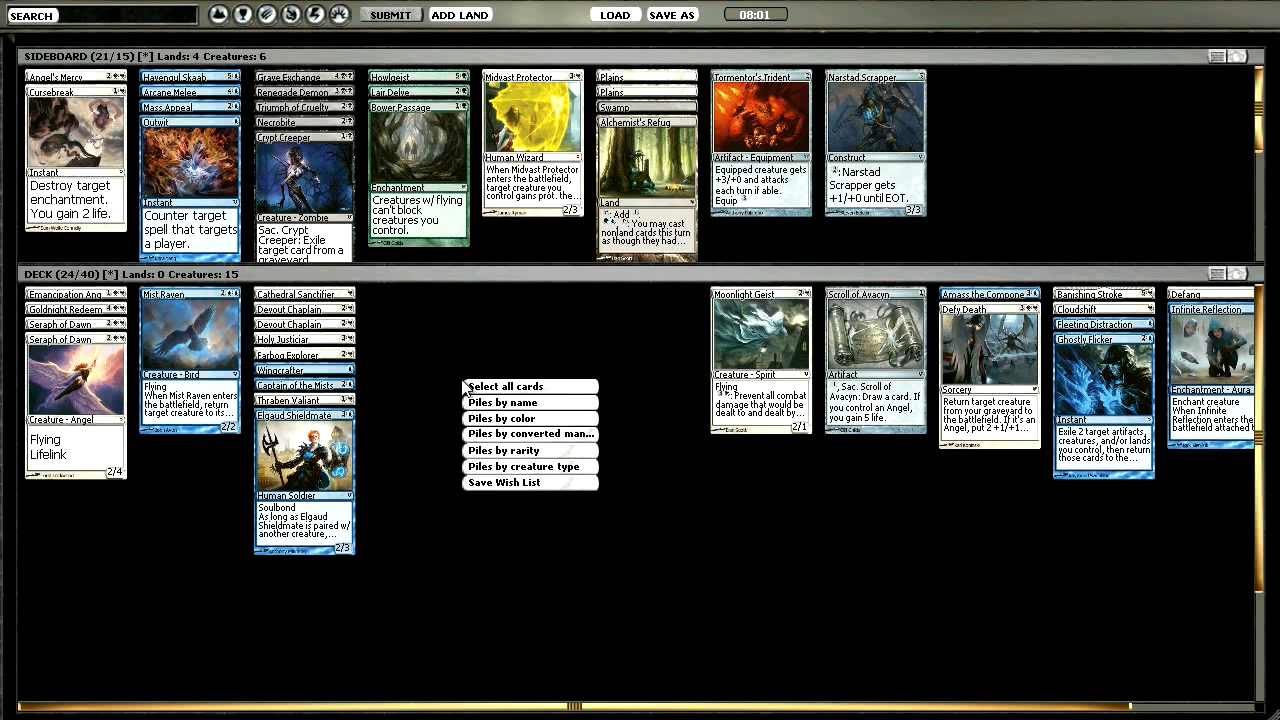 SEARCH
SUBMIT
ADD LAND
LOAD
SAVE AS
08:01
SIDEBOARD (21/15) [*] Lands: 4 Creatures: 6
Angel's Mercy
Cursebreak
Instant
Destroy target
enchantment.
You gain 2 life.
Havengul Skaab
Arcane Melee
Mass Appeal
Outwit
Instant
Counter target
spell that targets
a player.
Grave Exchange
Renegade Demon
Triumph of Cruelty
Necrobite
Crypt Creeper
Creature - Zombie
Sac. Crypt
Creeper: Exile
target card from a
graveyard
Howlgeist
Lair Delve
Bower Passage
Enchantment
Creatures w/ flying
can't block
creatures you
control.
Midvast Protector
Human Wizard
When Midvast Protector
enters the battlefield,
target creature you
control gains prot. the...
2/3
Plains
Plains
Swamp
Alchemist's Refug
Land
: Add
: You may cast
nonland cards this turn
as though they had...
Tormentor's Trident
Artifact - Equipment
Equipped creature gets
+3/+0 and attacks
each turn if able.
Equip 3
Narstad Scrapper
Construct
: Narstad
Scrapper gets
+1/+0 until EOT.
3/3
DECK (24/40) [*] Lands: 0 Creatures: 15
Emancipation Ang
Goldnight Redeem
Seraph of Dawn
Seraph of Dawn
Creature - Angel
Flying
Lifelink
2/4
Mist Raven
Creature - Bird
Flying
When Mist Raven enters
the battlefield, return
target creature to its...
2/2
Cathedral Sanctifier
Devout Chaplain
Devout Chaplain
Holy Justiciar
Farbog Explorer
Wingcrafter
Captain of the Mists
Thraben Valiant
Elgaud Shieldmate
Human Soldier
Soulbond
As long as Elgaud
Shieldmate is paired w/
another creature,...
2/3
Select all cards
Piles by name
Piles by color
Piles by converted man...
Piles by rarity
Piles by creature type
Save Wish List
Moonlight Geist
Creature - Spirit
Flying
: Prevent all combat
damage that would be
dealt to and dealt by...
2/1
Scroll of Avacyn
Artifact
, Sac. Scroll of
Avacyn: Draw a card. If
you control an Angel,
you gain 5 life.
Amass the Compone
Defy Death
Sorcery
Return target creature
from your graveyard to
the battlefield. If it's an
Angel, put 2 +1/+1...
Banishing Stroke
Cloudshift
Fleeting Distraction
Ghostly Flicker
Instant
Exile 2 target artifacts,
creatures, and/or lands
you control, then return
those cards to the...
Defang
Infinite Reflection
Enchantment - Aura
Enchant creature
When Infinite
Reflection enters the
battlefield attached